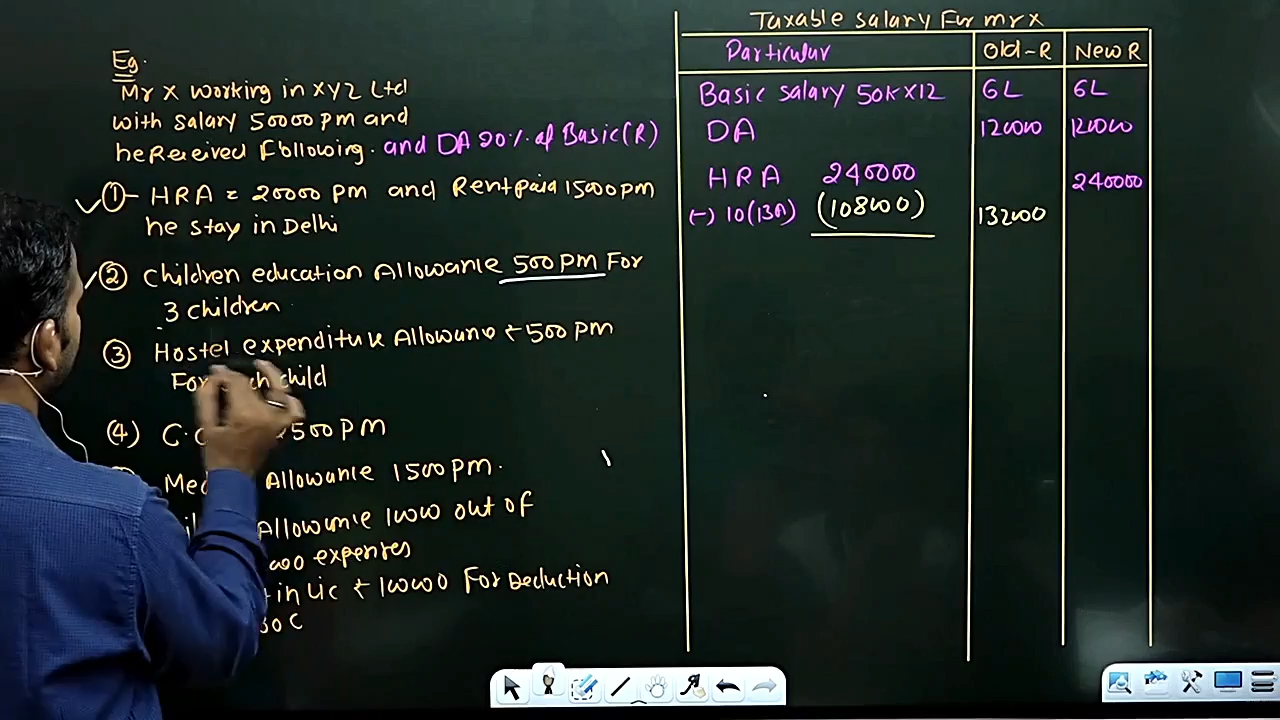 Eg.
Mr X working in XYZ Ltd
with salary 50000 pm and
he Received Following. and DA 20% of Basic(R)
①- HRA = 20000 pm and Rent paid 15000 pm
he stay in Delhi
② Children education Allowance 500 pm For
3 children
③ Hostel expenditure Allowance ₹ 500 pm
For child
(4) 500 pm
Allowance 1500 pm.
Allowance 1000 out of
expenses
in Lic ₹ 10000 For Deduction
80 C
Taxable salary For mr x
Particular Old-R New R
Basic salary 50K×12 6L 6L
DA 120000 120000
HRA 240000 240000
(-) 10(13A) (108000) 132000